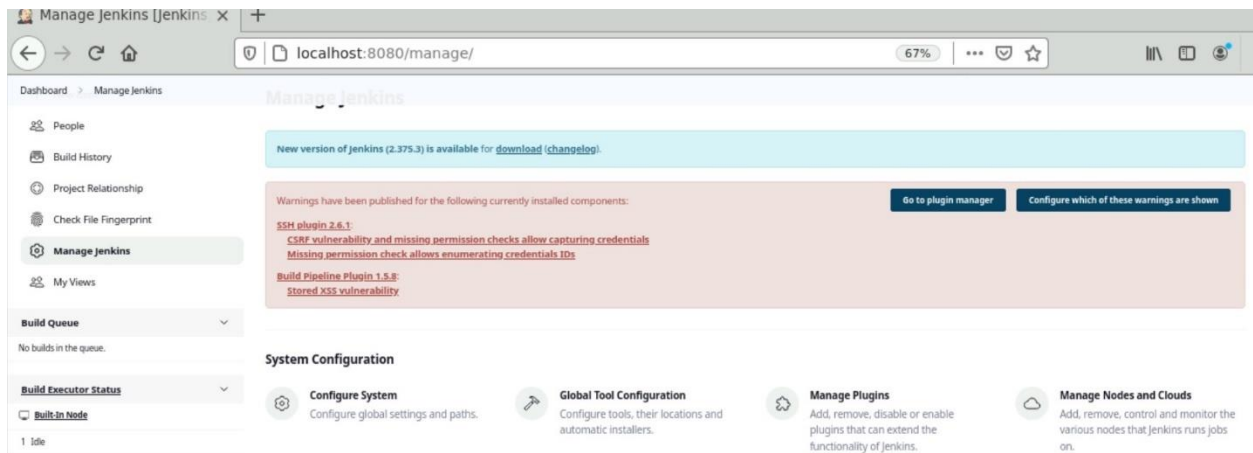 Manage Jenkins [Jenkins
localhost:8080/manage/
67%
Dashboard > Manage Jenkins
Manage Jenkins
People
Build History
Project Relationship
Check File Fingerprint
Manage Jenkins
My Views
Build Queue
No builds in the queue.
Build Executor Status
Built-In Node
1 Idle
New version of Jenkins (2.375.3) is available for download (changelog).
Warnings have been published for the following currently installed components:
Go to plugin manager
Configure which of these warnings are shown
SSH plugin 2.6.1:
CSRF vulnerability and missing permission checks allow capturing credentials
Missing permission check allows enumerating credentials IDs
Build Pipeline Plugin 1.5.8:
Stored XSS vulnerability
System Configuration
Configure System
Configure global settings and paths.
Global Tool Configuration
Configure tools, their locations and
automatic installers.
Manage Plugins
Add, remove, disable or enable
plugins that can extend the
functionality of Jenkins.
Manage Nodes and Clouds
Add, remove, control and monitor the
various nodes that Jenkins runs jobs
on.